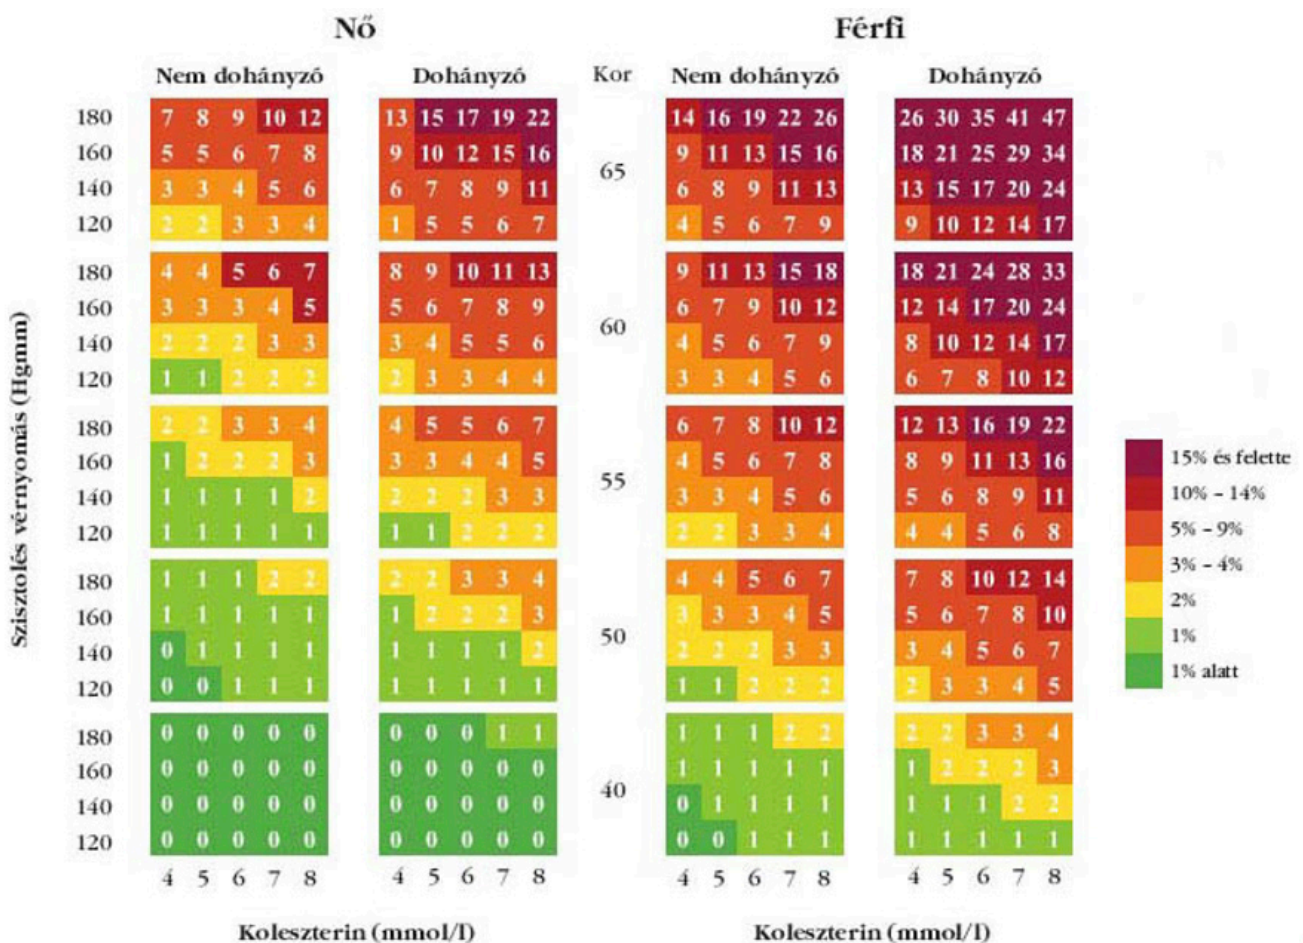 Nő Férfi
Nem dohányzó Dohányzó Kor Nem dohányzó Dohányzó
180 7 8 9 10 12 13 15 17 19 22 14 16 19 22 26 26 30 35 41 47
160 5 5 6 7 8 9 10 12 15 16 9 11 13 15 16 18 21 25 29 34
65
140 3 3 4 5 6 6 7 8 9 11 6 8 9 11 13 13 15 17 20 24
120 2 2 3 3 4 1 5 5 6 7 4 5 6 7 9 9 10 12 14 17
180 4 4 5 6 7 8 9 10 11 13 9 11 13 15 18 18 21 24 28 33
160 3 3 3 4 5 5 6 7 8 9 6 7 9 10 12 12 14 17 20 24
60
140 2 2 2 3 3 3 4 5 5 6 4 5 6 7 9 8 10 12 14 17
120 1 1 2 2 2 2 3 3 4 4 3 3 4 5 6 6 7 8 10 12
180 2 2 3 3 4 4 5 5 6 7 6 7 8 10 12 12 13 16 19 22
160 1 2 2 2 3 3 3 4 4 5 4 5 6 7 8 8 9 11 13 16
55
140 1 1 1 1 2 2 2 2 3 3 3 3 4 5 6 5 6 8 9 11
120 1 1 1 1 1 1 1 2 2 2 2 2 3 3 4 4 4 5 6 8
180 1 1 1 2 2 2 2 3 3 4 4 4 5 6 7 7 8 10 12 14
160 1 1 1 1 1 1 2 2 2 3 3 3 3 4 5 5 6 7 8 10
50
140 0 1 1 1 1 1 1 1 1 2 2 2 2 3 3 3 4 5 6 7
120 0 0 1 1 1 1 1 1 1 1 1 1 2 2 2 2 3 3 4 5
180 0 0 0 0 0 0 0 0 1 1 1 1 1 2 2 2 2 3 3 4
160 0 0 0 0 0 0 0 0 0 0 1 1 1 1 1 1 2 2 2 3
40
140 0 0 0 0 0 0 0 0 0 0 0 1 1 1 1 1 1 1 2 2
120 0 0 0 0 0 0 0 0 0 0 0 0 1 1 1 1 1 1 1 1
4 5 6 7 8 4 5 6 7 8 4 5 6 7 8 4 5 6 7 8
Koleszterin (mmol/l) Koleszterin (mmol/l)
Szisztolés vérnyomás (Hgmm)
15% és felette
10% – 14%
5% – 9%
3% – 4%
2%
1%
1% alatt